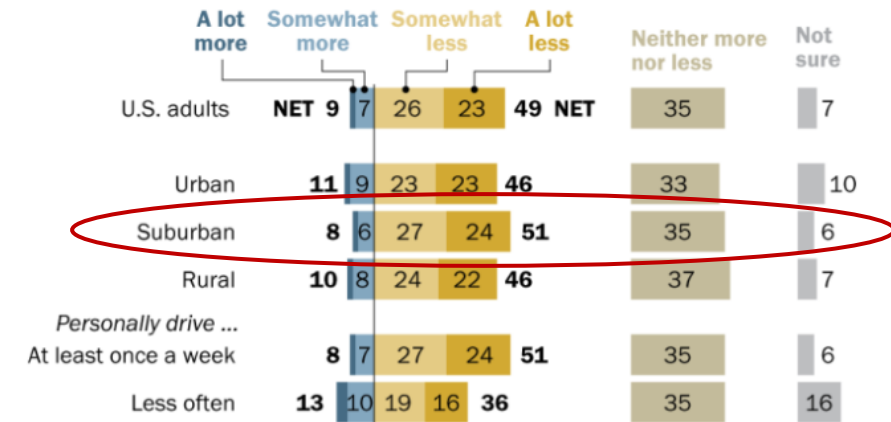 A lot more Somewhat more Somewhat less A lot less Neither more nor less Not sure
U.S. adults NET 9 7 26 23 49 NET 35 7
Urban 11 9 23 23 46 33 10
Suburban 8 6 27 24 51 35 6
Rural 10 8 24 22 46 37 7
Personally drive ...
At least once a week 8 7 27 24 51 35 6
Less often 13 10 19 16 36 35 16